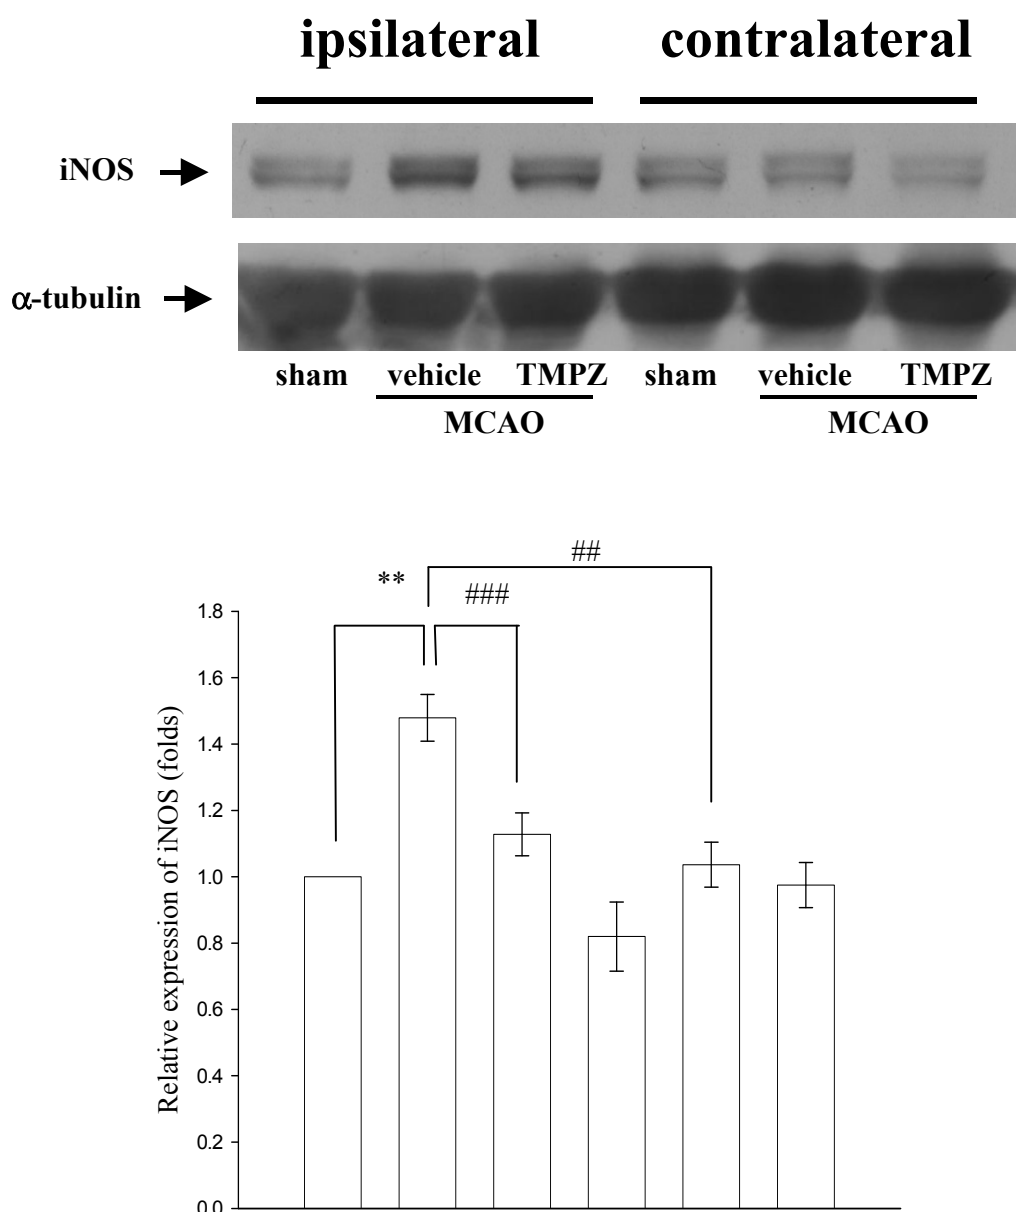 ipsilateral contralateral
iNOS
α-tubulin
sham vehicle TMPZ sham vehicle TMPZ
MCAO MCAO
##
** ###
1.8
1.6
1.4
1.2
1.0
0.8
0.6
0.4
0.2
0.0
Relative expression of iNOS (folds)